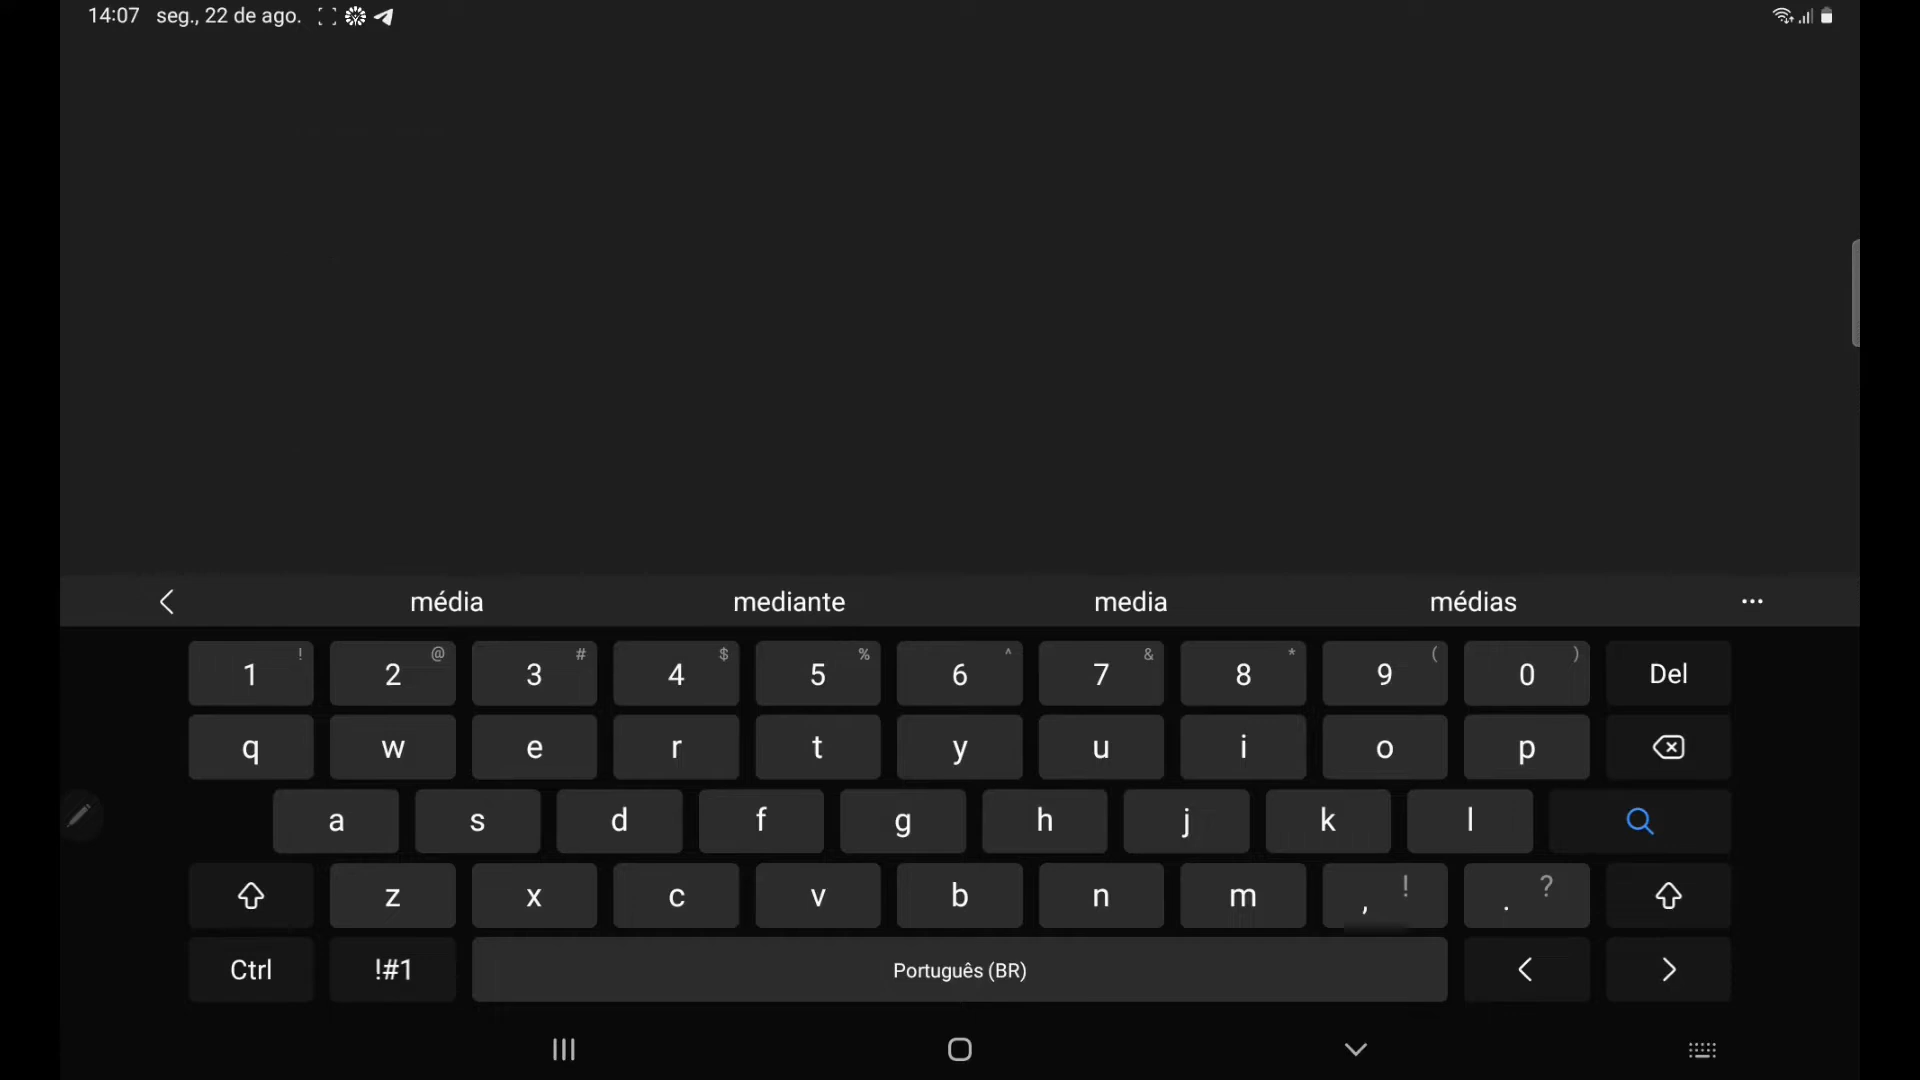 14:07 seg., 22 de ago.
média mediante media médias ...
1 ! 2 @ 3 # 4 $ 5 % 6 ^ 7 & 8 * 9 ( 0 ) Del
q w e r t y u i o p
a s d f g h j k l
z x c v b n m , ! . ?
Ctrl !#1 Português (BR) < >